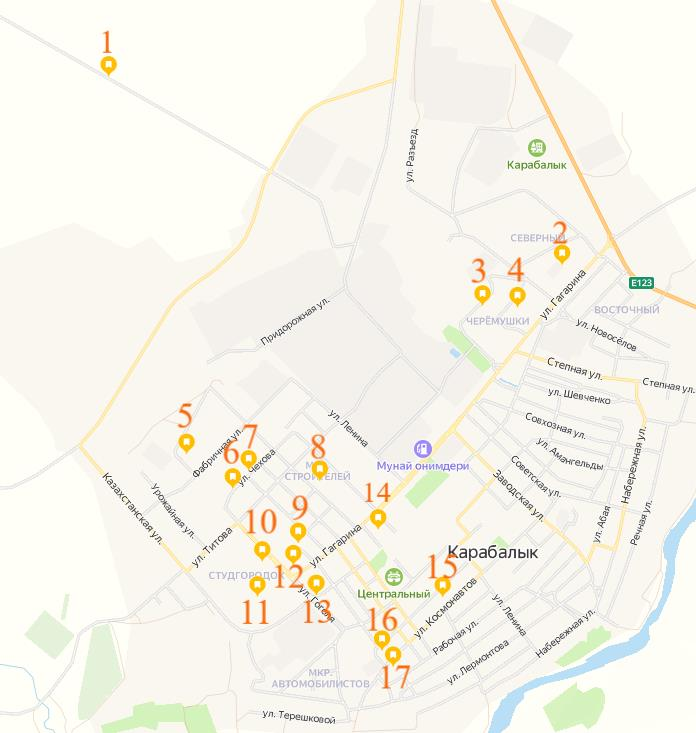 1
ул. Разъезд
Карабалык
СЕВЕРНЫЙ
2
3
4
E123
ул. Гагарина
ЧЕРЁМУШКИ
ВОСТОЧНЫЙ
Придорожная ул.
ул. Новосёлов
Степная ул.
Степная ул.
ул. Шевченко
5
ул. Ленина
Совхозная ул.
Фабричная ул.
6
7
ул. Чехова
8
СТРОИТЕЛЕЙ
Мунай онимдери
ул. Амангельды
Набережная ул.
Советская ул.
Казахстанская ул.
Урожайная ул.
14
Заводская ул.
ул. Абая
Речная ул.
9
10
ул. Титова
ул. Гагарина
Карабалык
СТУДГОРОДОК
12
15
11
13
ул. Гоголя
Центральный
ул. Космонавтов
ул. Ленина
16
Рабочая ул.
Набережная ул.
17
ул. Лермонтова
МКР.
АВТОМОБИЛИСТОВ
ул. Терешковой